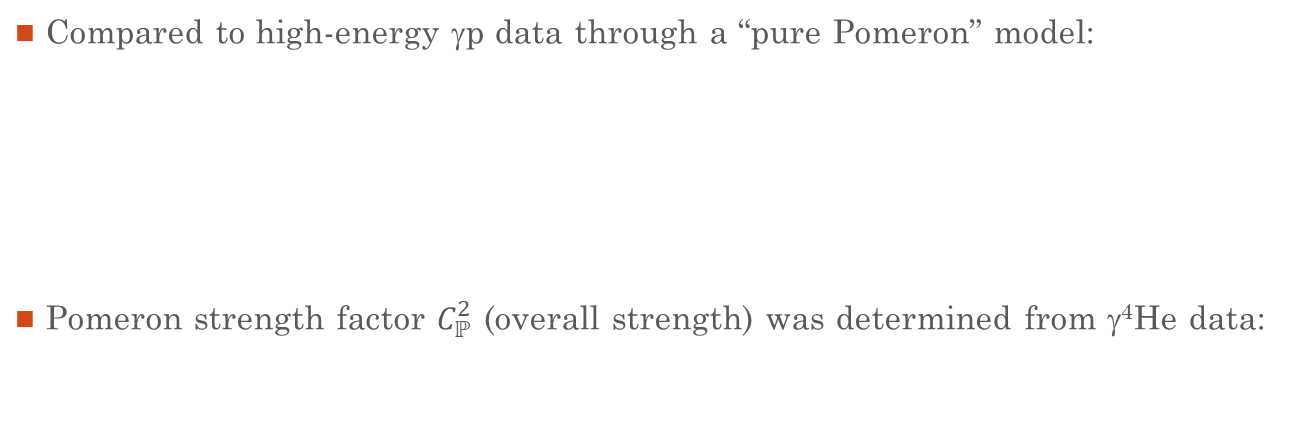 ▪ Compared to high-energy γp data through a “pure Pomeron” model:
▪ Pomeron strength factor $C_{\mathbb{P}}^{2}$ (overall strength) was determined from γ⁴He data: